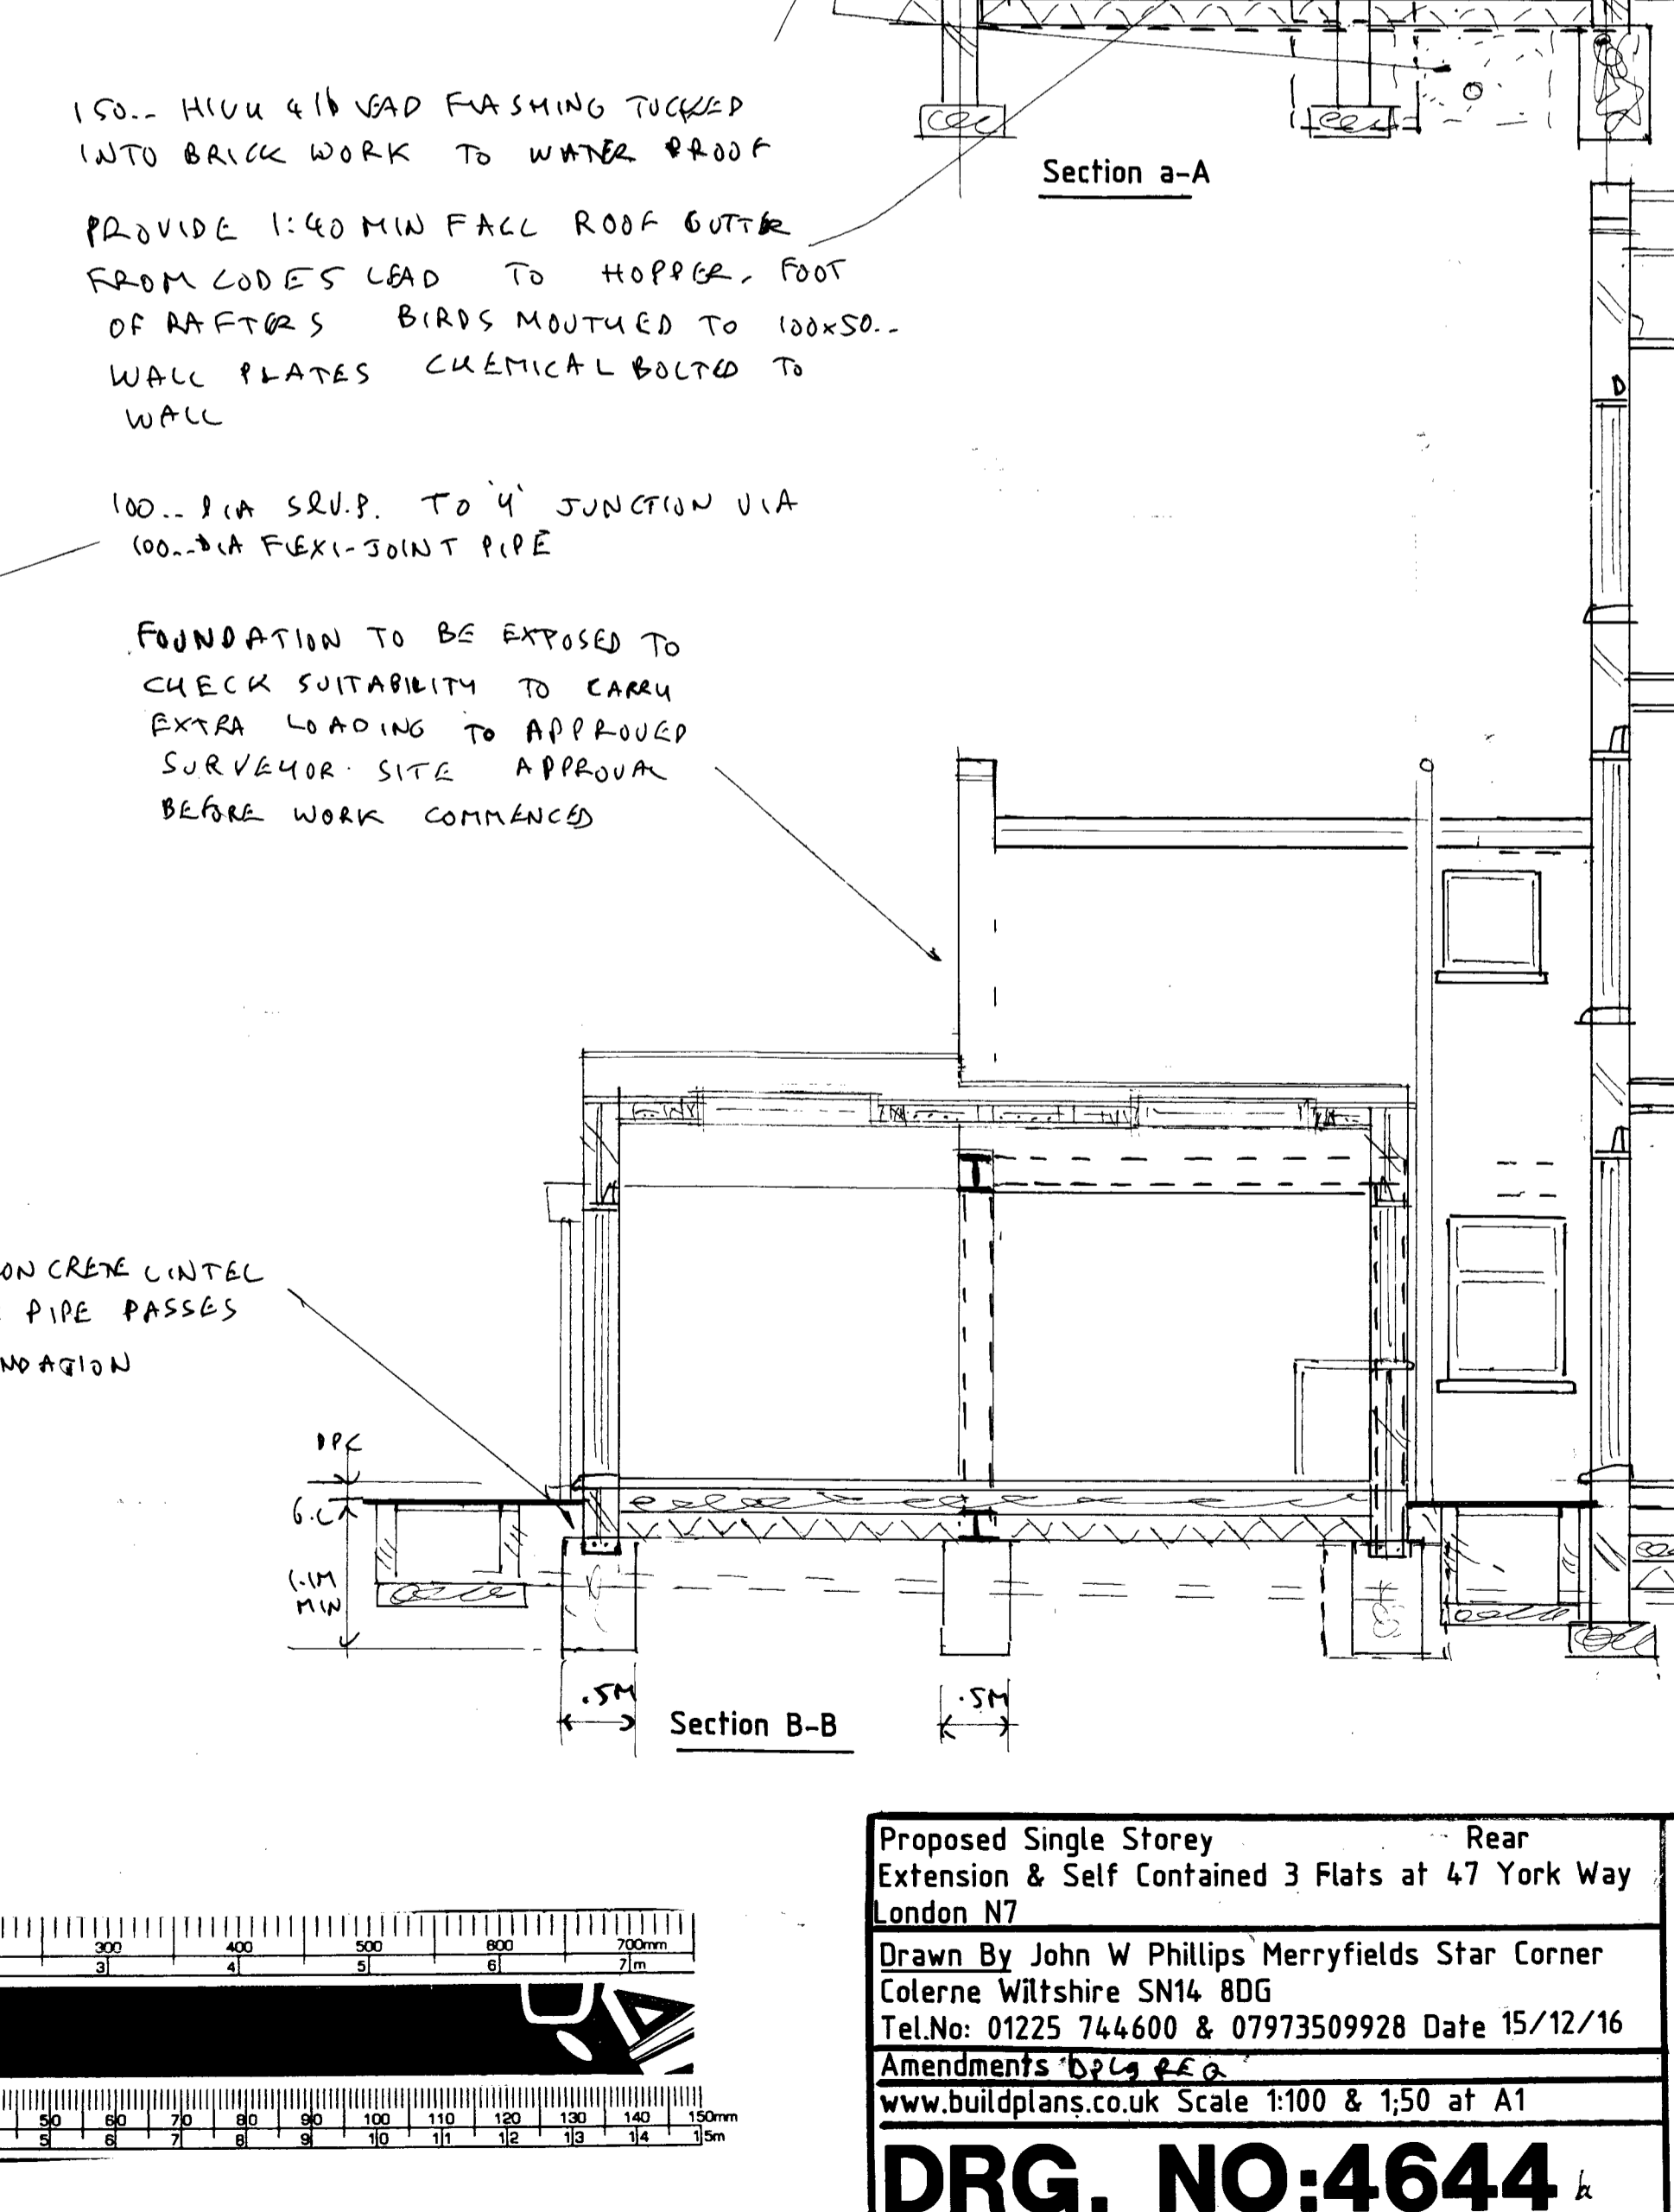 150.. HIGH 4lb LEAD FLASHING TUCKED
INTO BRICK WORK TO WATER PROOF
PROVIDE 1:40 MIN FALL ROOF GUTTER
FROM CODE 5 LEAD TO HOPPER, FOOT
OF RAFTERS BIRDS MOUTHED TO 100x50..
WALL PLATES CHEMICAL BOLTED TO
WALL
100.. DIA S&V.P. TO 'Y' JUNCTION VIA
100..DIA FLEXI-JOINT PIPE
FOUNDATION TO BE EXPOSED TO
CHECK SUITABILITY TO CARRY
EXTRA LOADING TO APPROVED
SURVEYOR. SITE APPROVAL
BEFORE WORK COMMENCED
Section a-A
ONCRETE LINTEL
PIPE PASSES
NDATION
DPC
G.L
1.1M
MIN
.5M
.5M
Section B-B
300 400 500 600 700mm
3 4 5 6 7m
50 60 70 80 90 100 110 120 130 140 150mm
5 6 7 8 9 10 11 12 13 14 15m
Proposed Single Storey Rear
Extension & Self Contained 3 Flats at 47 York Way
London N7
Drawn By John W Phillips Merryfields Star Corner
Colerne Wiltshire SN14 8DG
Tel.No: 01225 744600 & 07973509928 Date 15/12/16
Amendments
www.buildplans.co.uk Scale 1:100 & 1;50 at A1
DRG. NO:4644